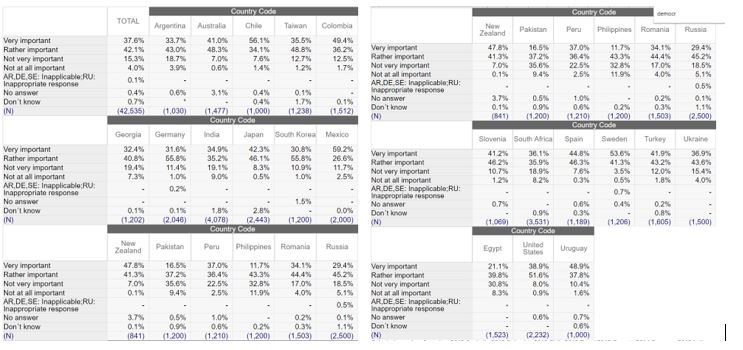 Country Code
TOTAL Argentina Australia Chile Taiwan Colombia
Very important 37.6% 33.7% 41.0% 56.1% 35.5% 49.4%
Rather important 42.1% 43.0% 48.3% 34.1% 48.8% 36.2%
Not very important 15.3% 18.7% 7.0% 7.6% 12.7% 12.5%
Not at all important 4.0% 3.9% 0.6% 1.4% 1.2% 1.7%
AR,DE,SE: Inapplicable;RU: Inappropriate response 0.1% - - - - -
No answer 0.4% 0.6% 3.1% 0.4% 0.1% -
Don´t know 0.7% * - 0.4% 1.7% 0.1%
(N) (42,535) (1,030) (1,477) (1,000) (1,238) (1,512)
Country Code
Georgia Germany India Japan South Korea Mexico
Very important 32.4% 31.6% 34.9% 42.3% 30.8% 59.2%
Rather important 40.8% 55.8% 35.2% 46.1% 55.8% 26.6%
Not very important 19.4% 11.4% 19.1% 8.3% 10.9% 11.7%
Not at all important 7.3% 1.0% 9.0% 0.5% 1.0% 2.5%
AR,DE,SE: Inapplicable;RU: Inappropriate response - 0.2% - - - -
No answer - - - - 1.5% -
Don´t know 0.1% 0.1% 1.8% 2.8% - 0.0%
(N) (1,202) (2,046) (4,078) (2,443) (1,200) (2,000)
Country Code
New Zealand Pakistan Peru Philippines Romania Russia
Very important 47.8% 16.5% 37.0% 11.7% 34.1% 29.4%
Rather important 41.3% 37.2% 36.4% 43.3% 44.4% 45.2%
Not very important 7.0% 35.6% 22.5% 32.8% 17.0% 18.5%
Not at all important 0.1% 9.4% 2.5% 11.9% 4.0% 5.1%
AR,DE,SE: Inapplicable;RU: Inappropriate response - - - - - 0.5%
No answer 3.7% 0.5% 1.0% - 0.2% 0.1%
Don´t know 0.1% 0.9% 0.6% 0.2% 0.3% 1.1%
(N) (841) (1,200) (1,210) (1,200) (1,503) (2,500)
Country Code
democr
New Zealand Pakistan Peru Philippines Romania Russia
Very important 47.8% 16.5% 37.0% 11.7% 34.1% 29.4%
Rather important 41.3% 37.2% 36.4% 43.3% 44.4% 45.2%
Not very important 7.0% 35.6% 22.5% 32.8% 17.0% 18.5%
Not at all important 0.1% 9.4% 2.5% 11.9% 4.0% 5.1%
AR,DE,SE: Inapplicable;RU: Inappropriate response - - - - - 0.5%
No answer 3.7% 0.5% 1.0% - 0.2% 0.1%
Don´t know 0.1% 0.9% 0.6% 0.2% 0.3% 1.1%
(N) (841) (1,200) (1,210) (1,200) (1,503) (2,500)
Country Code
Slovenia South Africa Spain Sweden Turkey Ukraine
Very important 41.2% 36.1% 44.8% 53.6% 41.9% 36.9%
Rather important 46.2% 35.9% 46.3% 41.3% 43.2% 43.6%
Not very important 10.7% 18.9% 7.6% 3.5% 12.0% 15.4%
Not at all important 1.2% 8.2% 0.3% 0.5% 1.8% 4.0%
AR,DE,SE: Inapplicable;RU: Inappropriate response - - - 0.7% - -
No answer 0.7% - 0.6% 0.4% 0.2% -
Don´t know - 0.9% 0.3% - 0.8% -
(N) (1,069) (3,531) (1,189) (1,206) (1,605) (1,500)
Country Code
Egypt United States Uruguay
Very important 21.1% 38.9% 48.9%
Rather important 39.8% 51.6% 37.8%
Not very important 30.8% 8.0% 10.4%
Not at all important 8.3% 0.9% 1.6%
AR,DE,SE: Inapplicable;RU: Inappropriate response - - -
No answer - 0.6% 0.7%
Don´t know - - 0.6%
(N) (1,523) (2,232) (1,000)